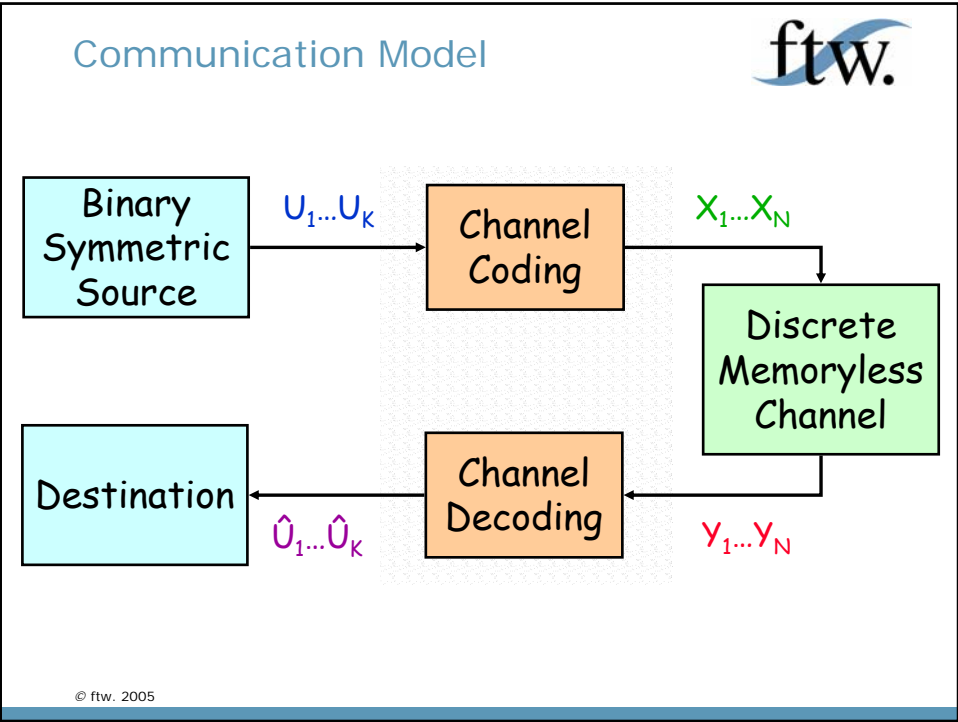 Communication Model
ftw.
Binary
Symmetric
Source
U₁...U_K
Channel
Coding
X₁...X_N
Discrete
Memoryless
Channel
Destination
Û₁...Û_K
Channel
Decoding
Y₁...Y_N
© ftw. 2005